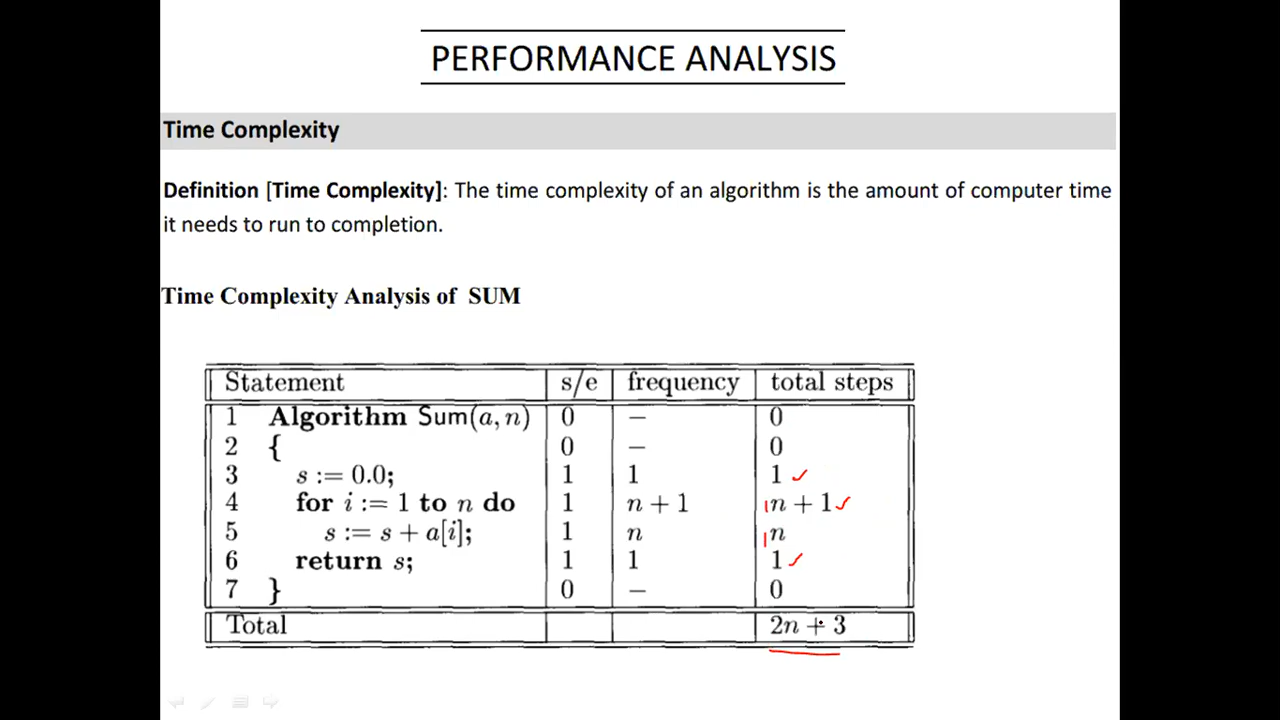 PERFORMANCE ANALYSIS
Time Complexity
Definition [Time Complexity]: The time complexity of an algorithm is the amount of computer time
it needs to run to completion.
Time Complexity Analysis of SUM
Statement s/e frequency total steps
1 Algorithm Sum(a, n) 0 − 0
2 { 0 − 0
3 s := 0.0; 1 1 1 ✓
4 for i := 1 to n do 1 n + 1 n + 1 ✓
5 s := s + a[i]; 1 n n
6 return s; 1 1 1 ✓
7 } 0 − 0
Total 2n + 3